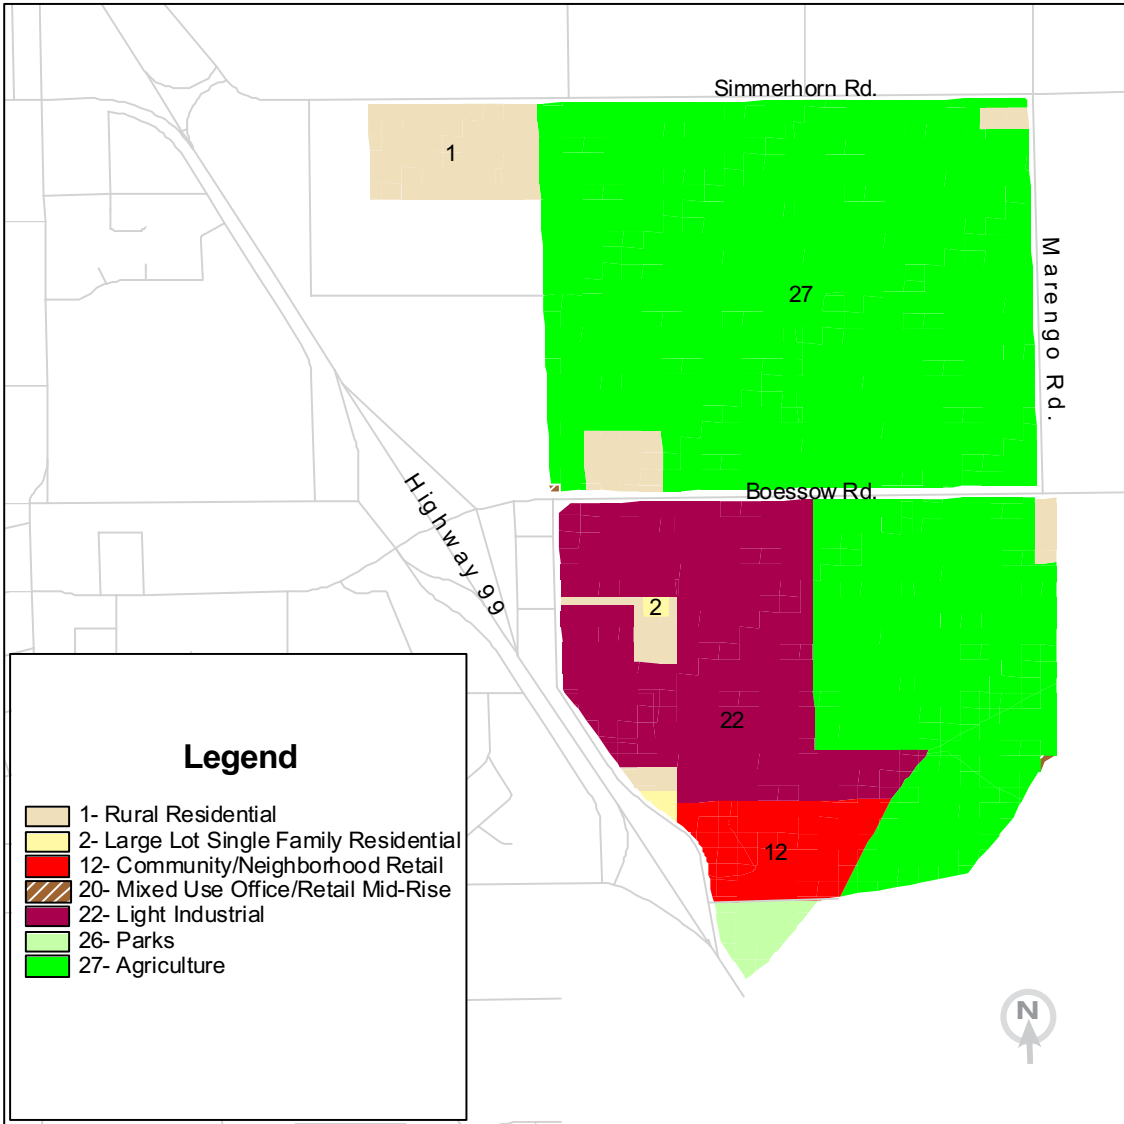 Simmerhorn Rd.
1
27
Marengo Rd.
Highway 99
Boessow Rd.
2
22
12
Legend
1- Rural Residential
2- Large Lot Single Family Residential
12- Community/Neighborhood Retail
20- Mixed Use Office/Retail Mid-Rise
22- Light Industrial
26- Parks
27- Agriculture
N